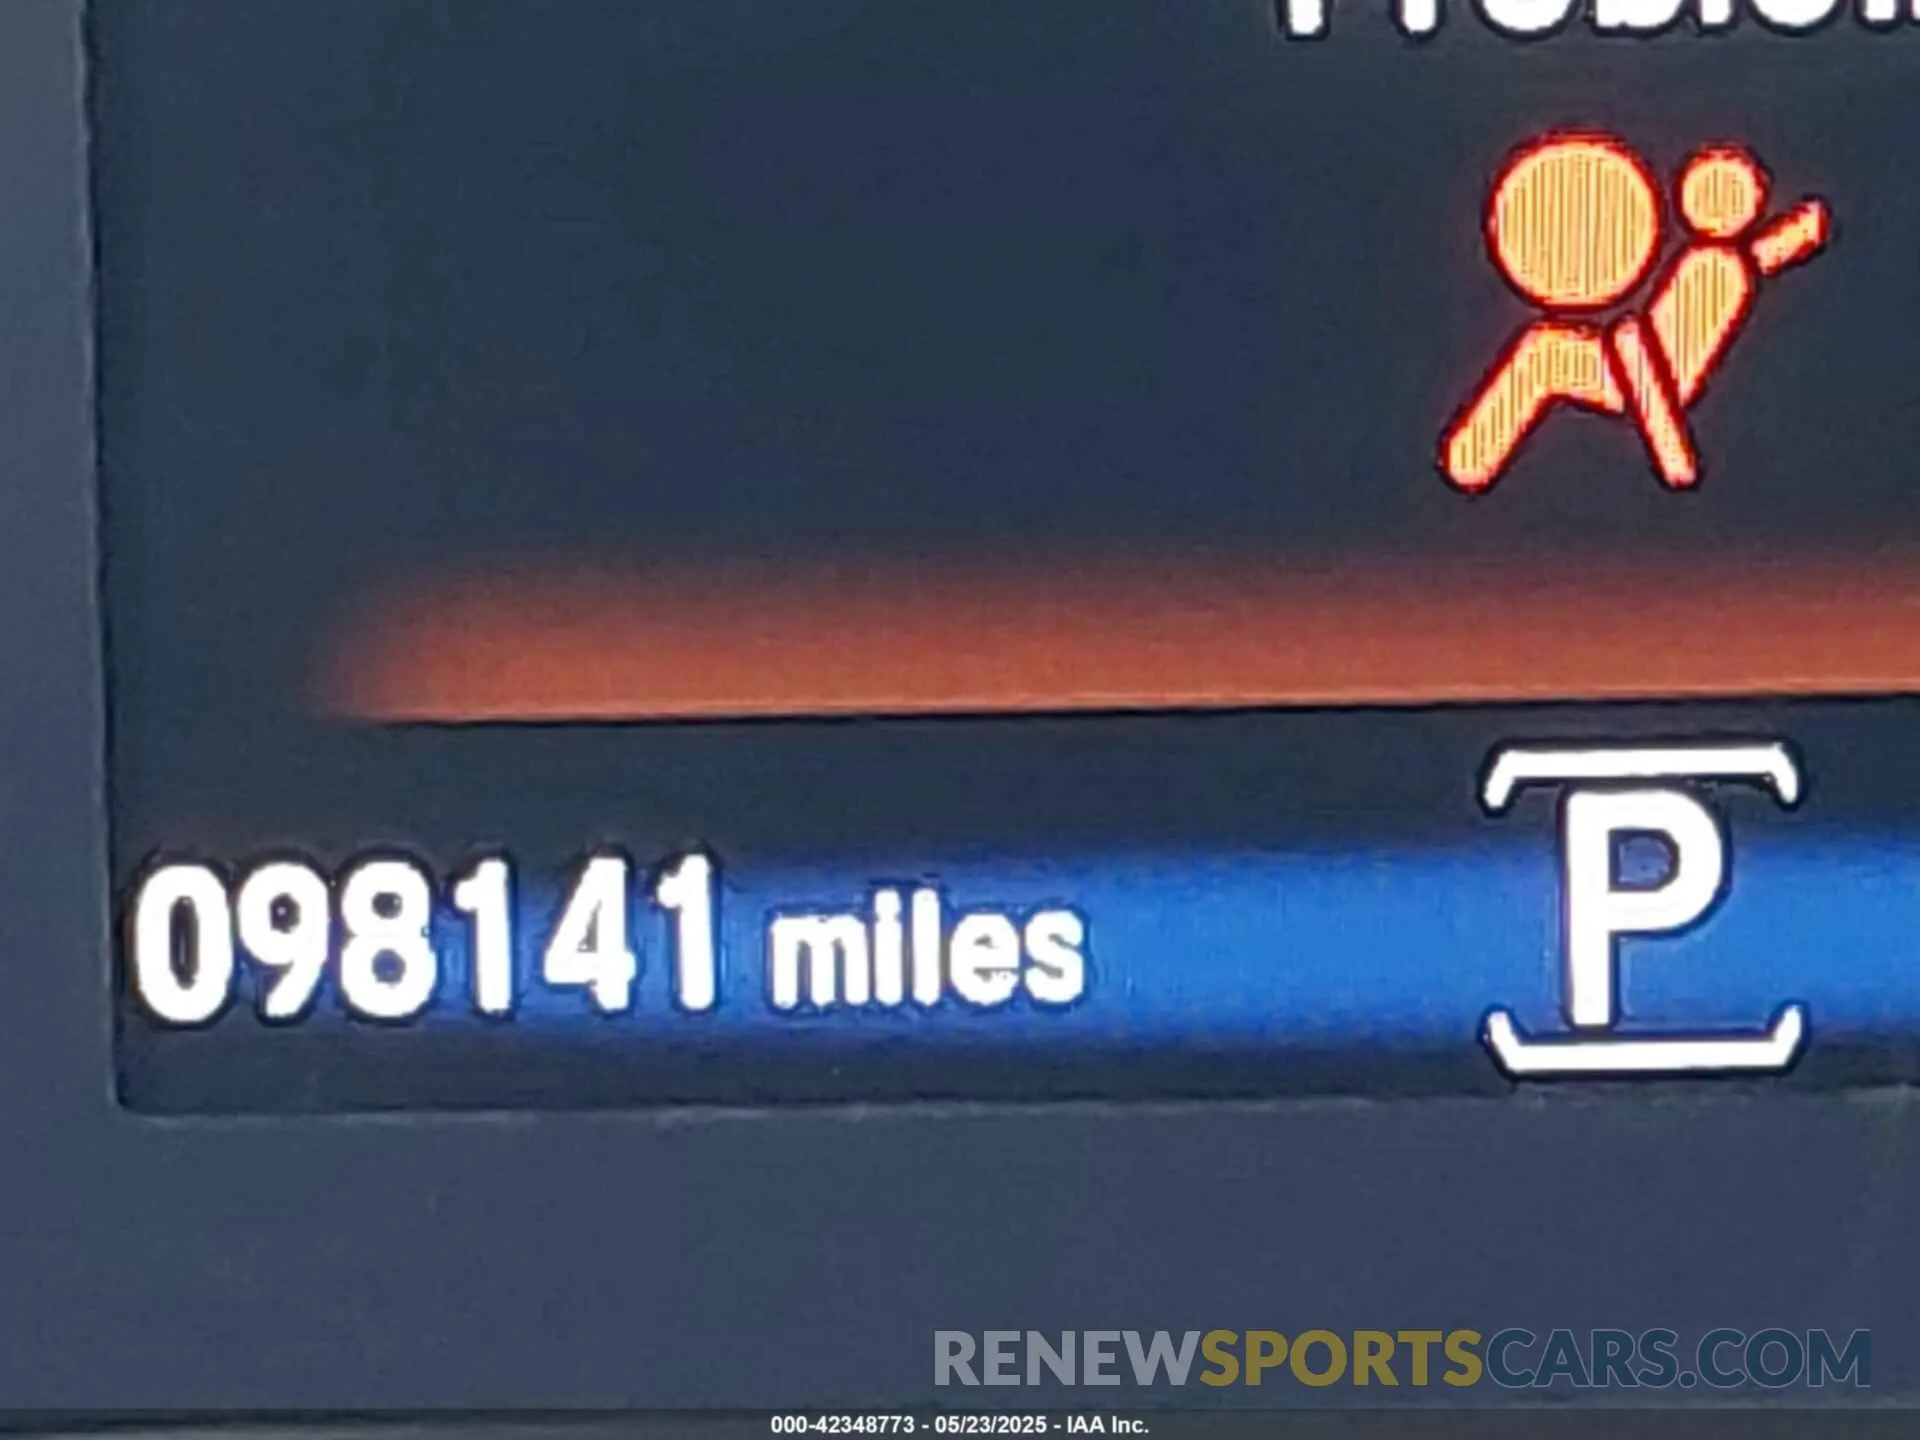 098141 miles
P
RENEWSPORTSCARS.COM
000-42348773 - 05/23/2025 - IAA Inc.